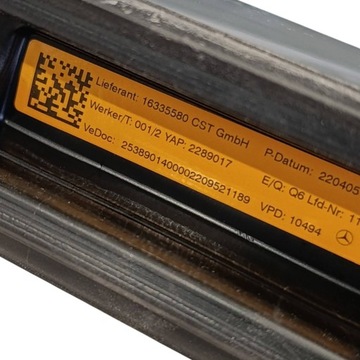 Lieferant: 16335580 CST GmbH P-Datum: 220405
Werker/T: 001/2 YAP: 2289017 E/Q: Q6 Lfd-Nr: 11
VeDoc: 2538901400002209521189 VPD: 10494